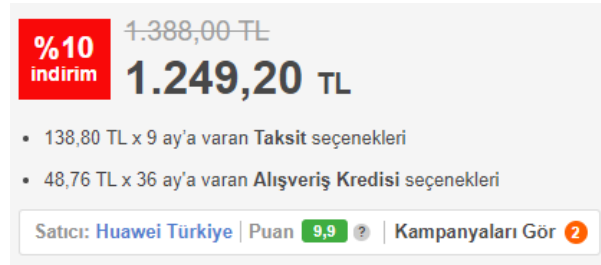 %10
indirim
1.388,00 TL
1.249,20 TL
• 138,80 TL x 9 ay'a varan Taksit seçenekleri
• 48,76 TL x 36 ay'a varan Alışveriş Kredisi seçenekleri
Satıcı: Huawei Türkiye | Puan 9,9 ? | Kampanyaları Gör 2